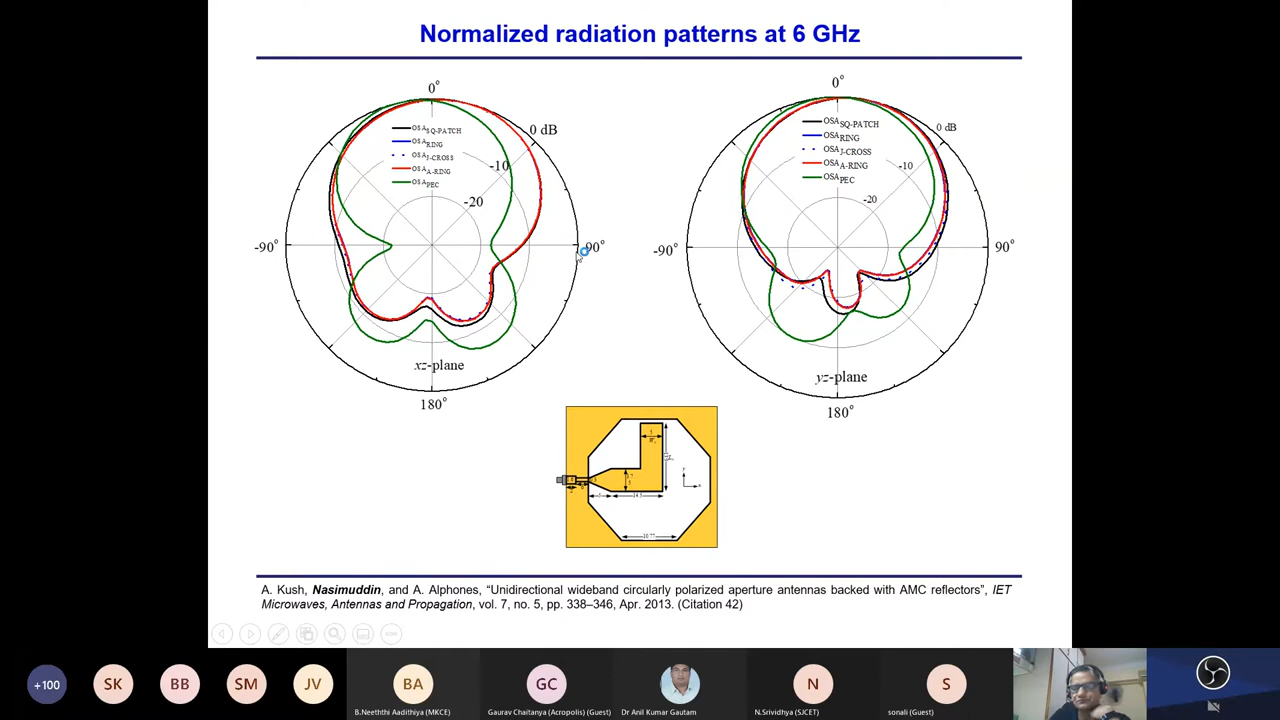 Normalized radiation patterns at 6 GHz
0°
0 dB
-10
-20
-90°
90°
OSA SQ-PATCH
OSA RING
OSA J-CROSS
OSA A-RING
OSA PEC
xz-plane
180°
0°
0 dB
-10
-20
-90°
90°
OSA SQ-PATCH
OSA RING
OSA J-CROSS
OSA A-RING
OSA PEC
yz-plane
180°
A. Kush, Nasimuddin, and A. Alphones, “Unidirectional wideband circularly polarized aperture antennas backed with AMC reflectors”, IET
Microwaves, Antennas and Propagation, vol. 7, no. 5, pp. 338–346, Apr. 2013. (Citation 42)
+100
SK
BB
SM
JV
BA
GC
N
S
B.Neeththi Aadithiya (MKCE)
Gaurav Chaitanya (Acropolis) (Guest)
Dr Anil Kumar Gautam
N.Srividhya (SJCET)
sonali (Guest)